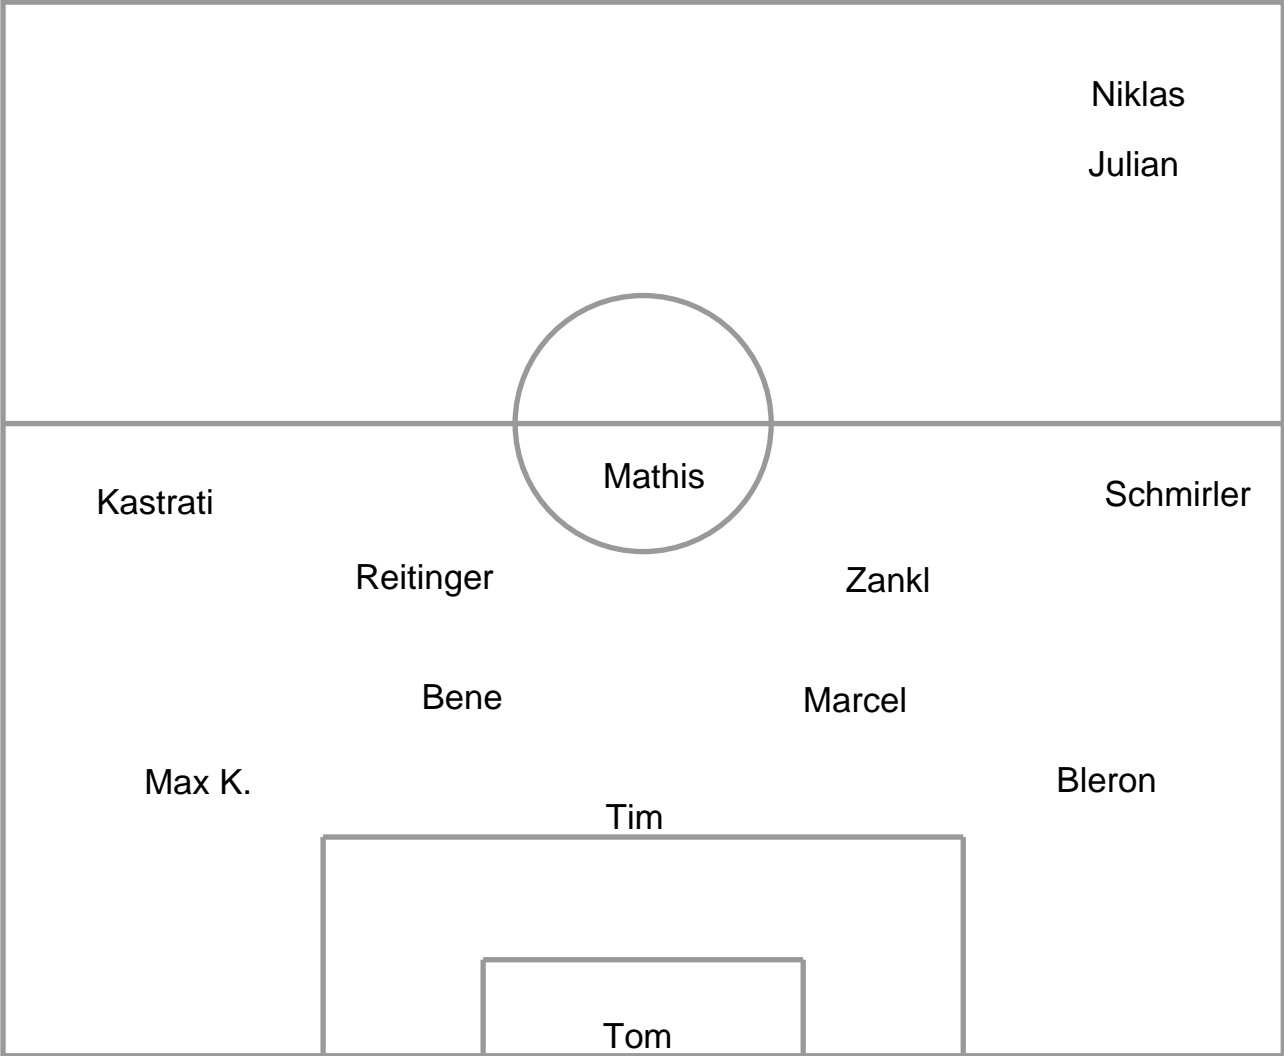 Niklas
Julian
Mathis
Kastrati
Schmirler
Reitinger
Zankl
Bene
Marcel
Max K.
Bleron
Tim
Tom